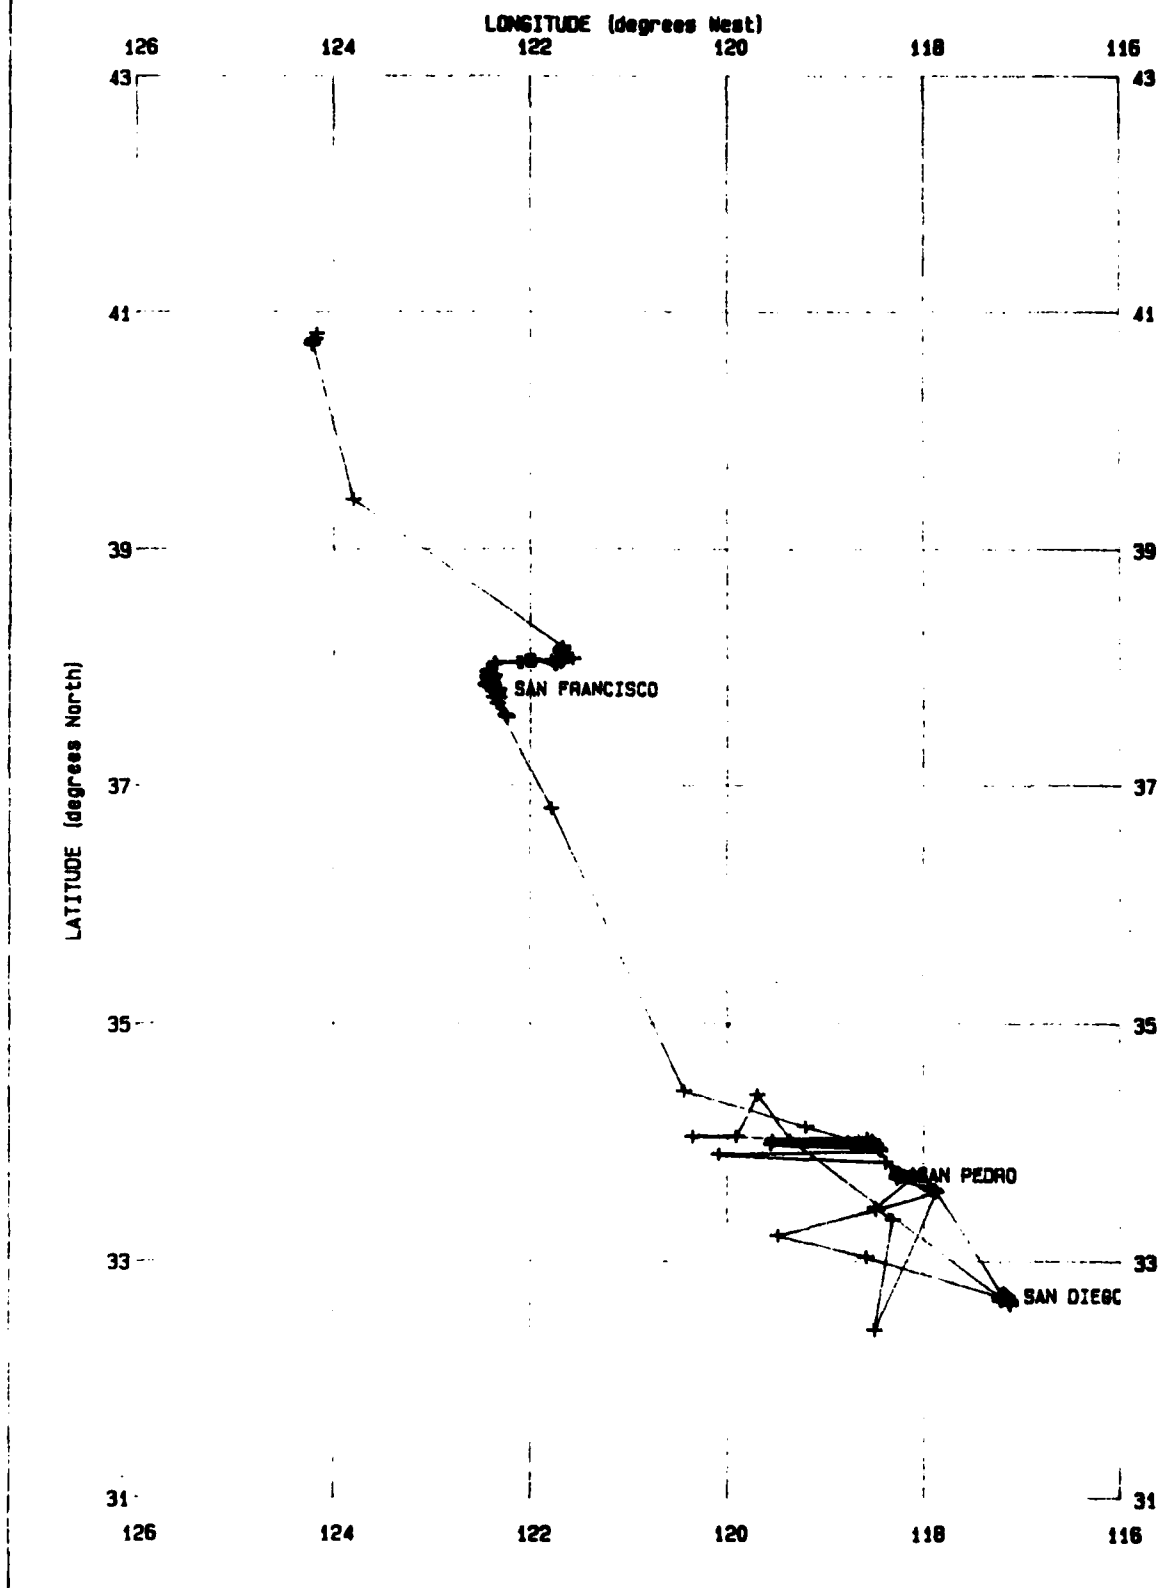 LONGITUDE (degrees West)
126 124 122 120 118 116
43 43
41 41
39 39
SAN FRANCISCO
LATITUDE (degrees North)
37 37
35 35
SAN PEDRO
33 33
SAN DIEGO
31 31
126 124 122 120 118 116